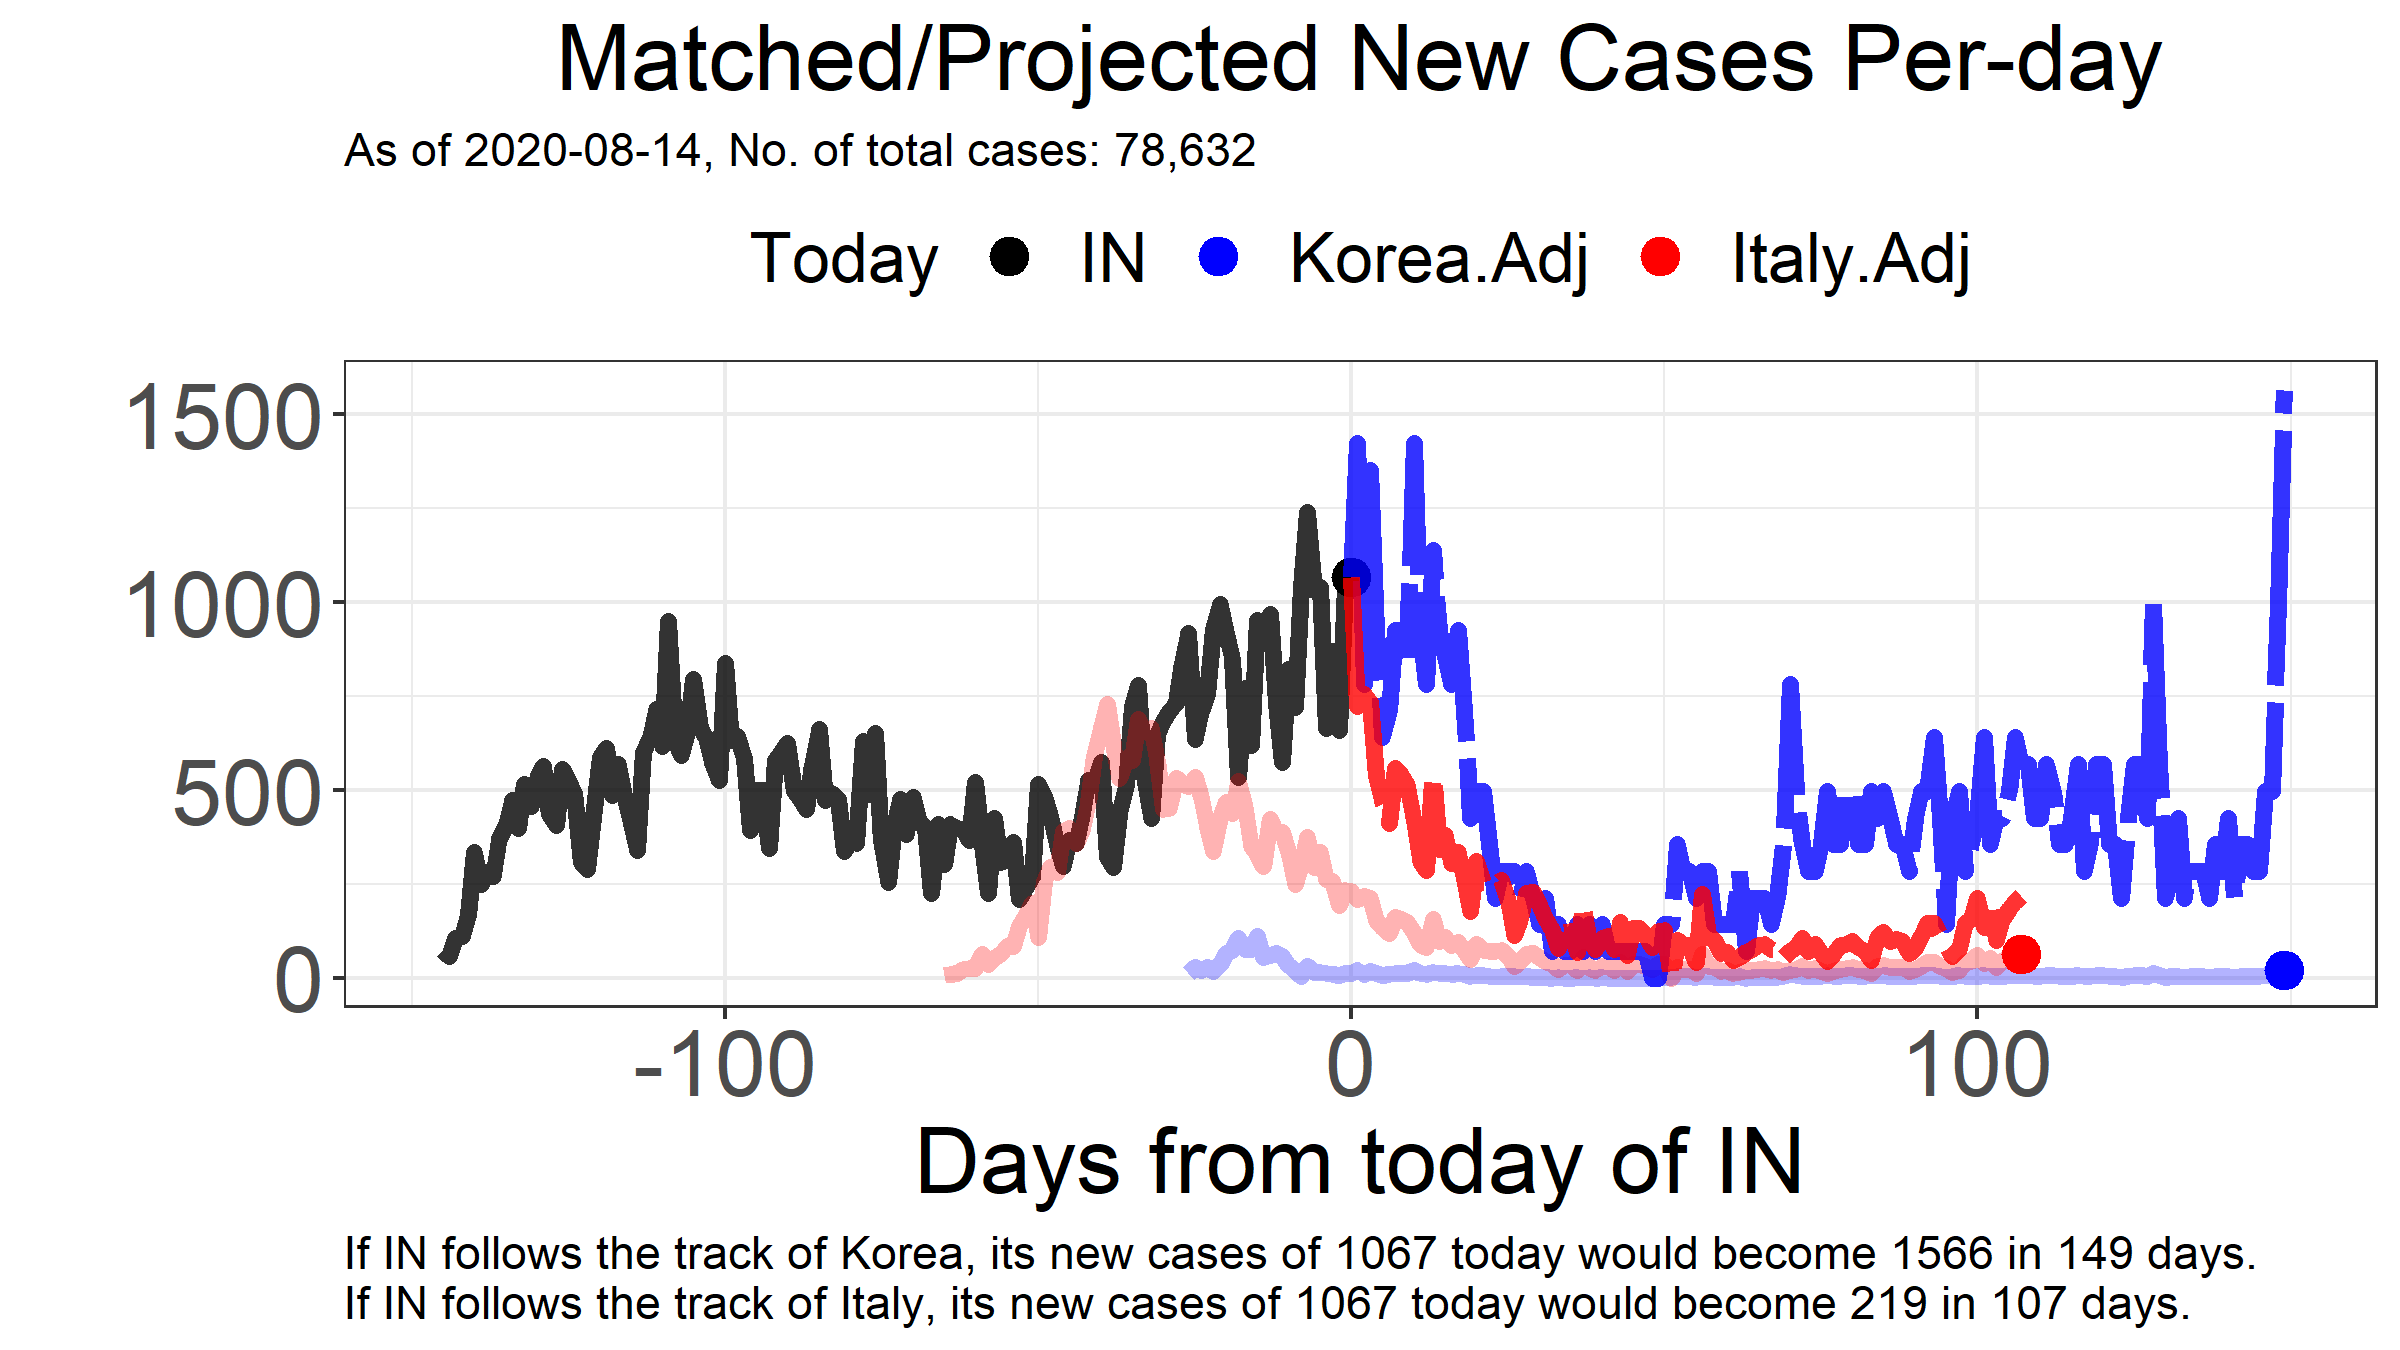 Matched/Projected New Cases Per-day
As of 2020-08-14, No. of total cases: 78,632
Today IN Korea.Adj Italy.Adj
1500
1000
500
0
-100 0 100
Days from today of IN
If IN follows the track of Korea, its new cases of 1067 today would become 1566 in 149 days.
If IN follows the track of Italy, its new cases of 1067 today would become 219 in 107 days.